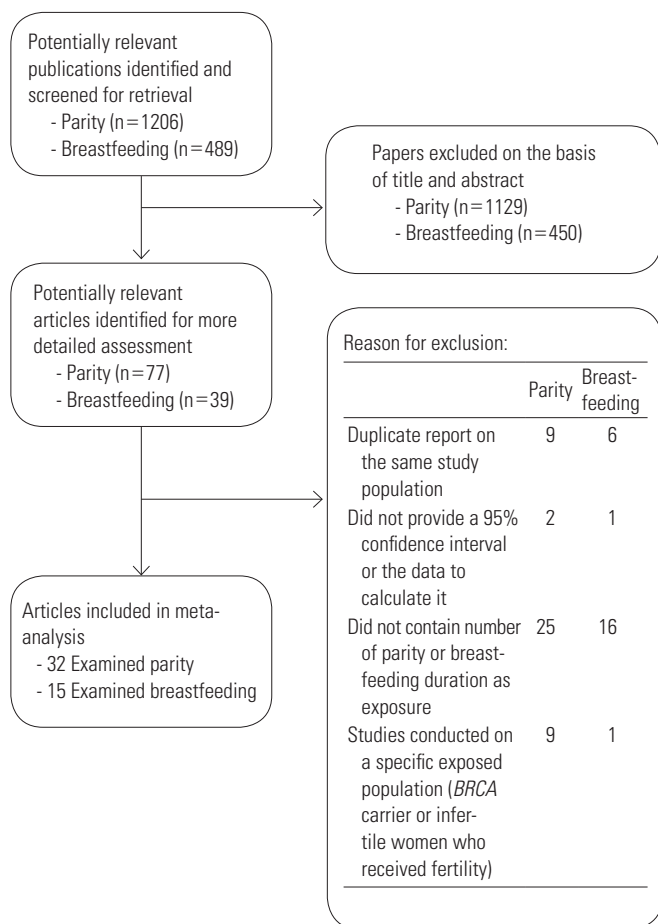 Potentially relevant
publications identified and
screened for retrieval
- Parity (n=1206)
- Breastfeeding (n=489)
Papers excluded on the basis
of title and abstract
- Parity (n=1129)
- Breastfeeding (n=450)
Potentially relevant
articles identified for more
detailed assessment
- Parity (n=77)
- Breastfeeding (n=39)
Reason for exclusion:
Parity Breast-
feeding
Duplicate report on 9 6
the same study
population
Did not provide a 95% 2 1
confidence interval
or the data to
calculate it
Did not contain number 25 16
of parity or breast-
feeding duration as
exposure
Studies conducted on 9 1
a specific exposed
population (BRCA
carrier or infer-
tile women who
received fertility)
Articles included in meta-
analysis
- 32 Examined parity
- 15 Examined breastfeeding